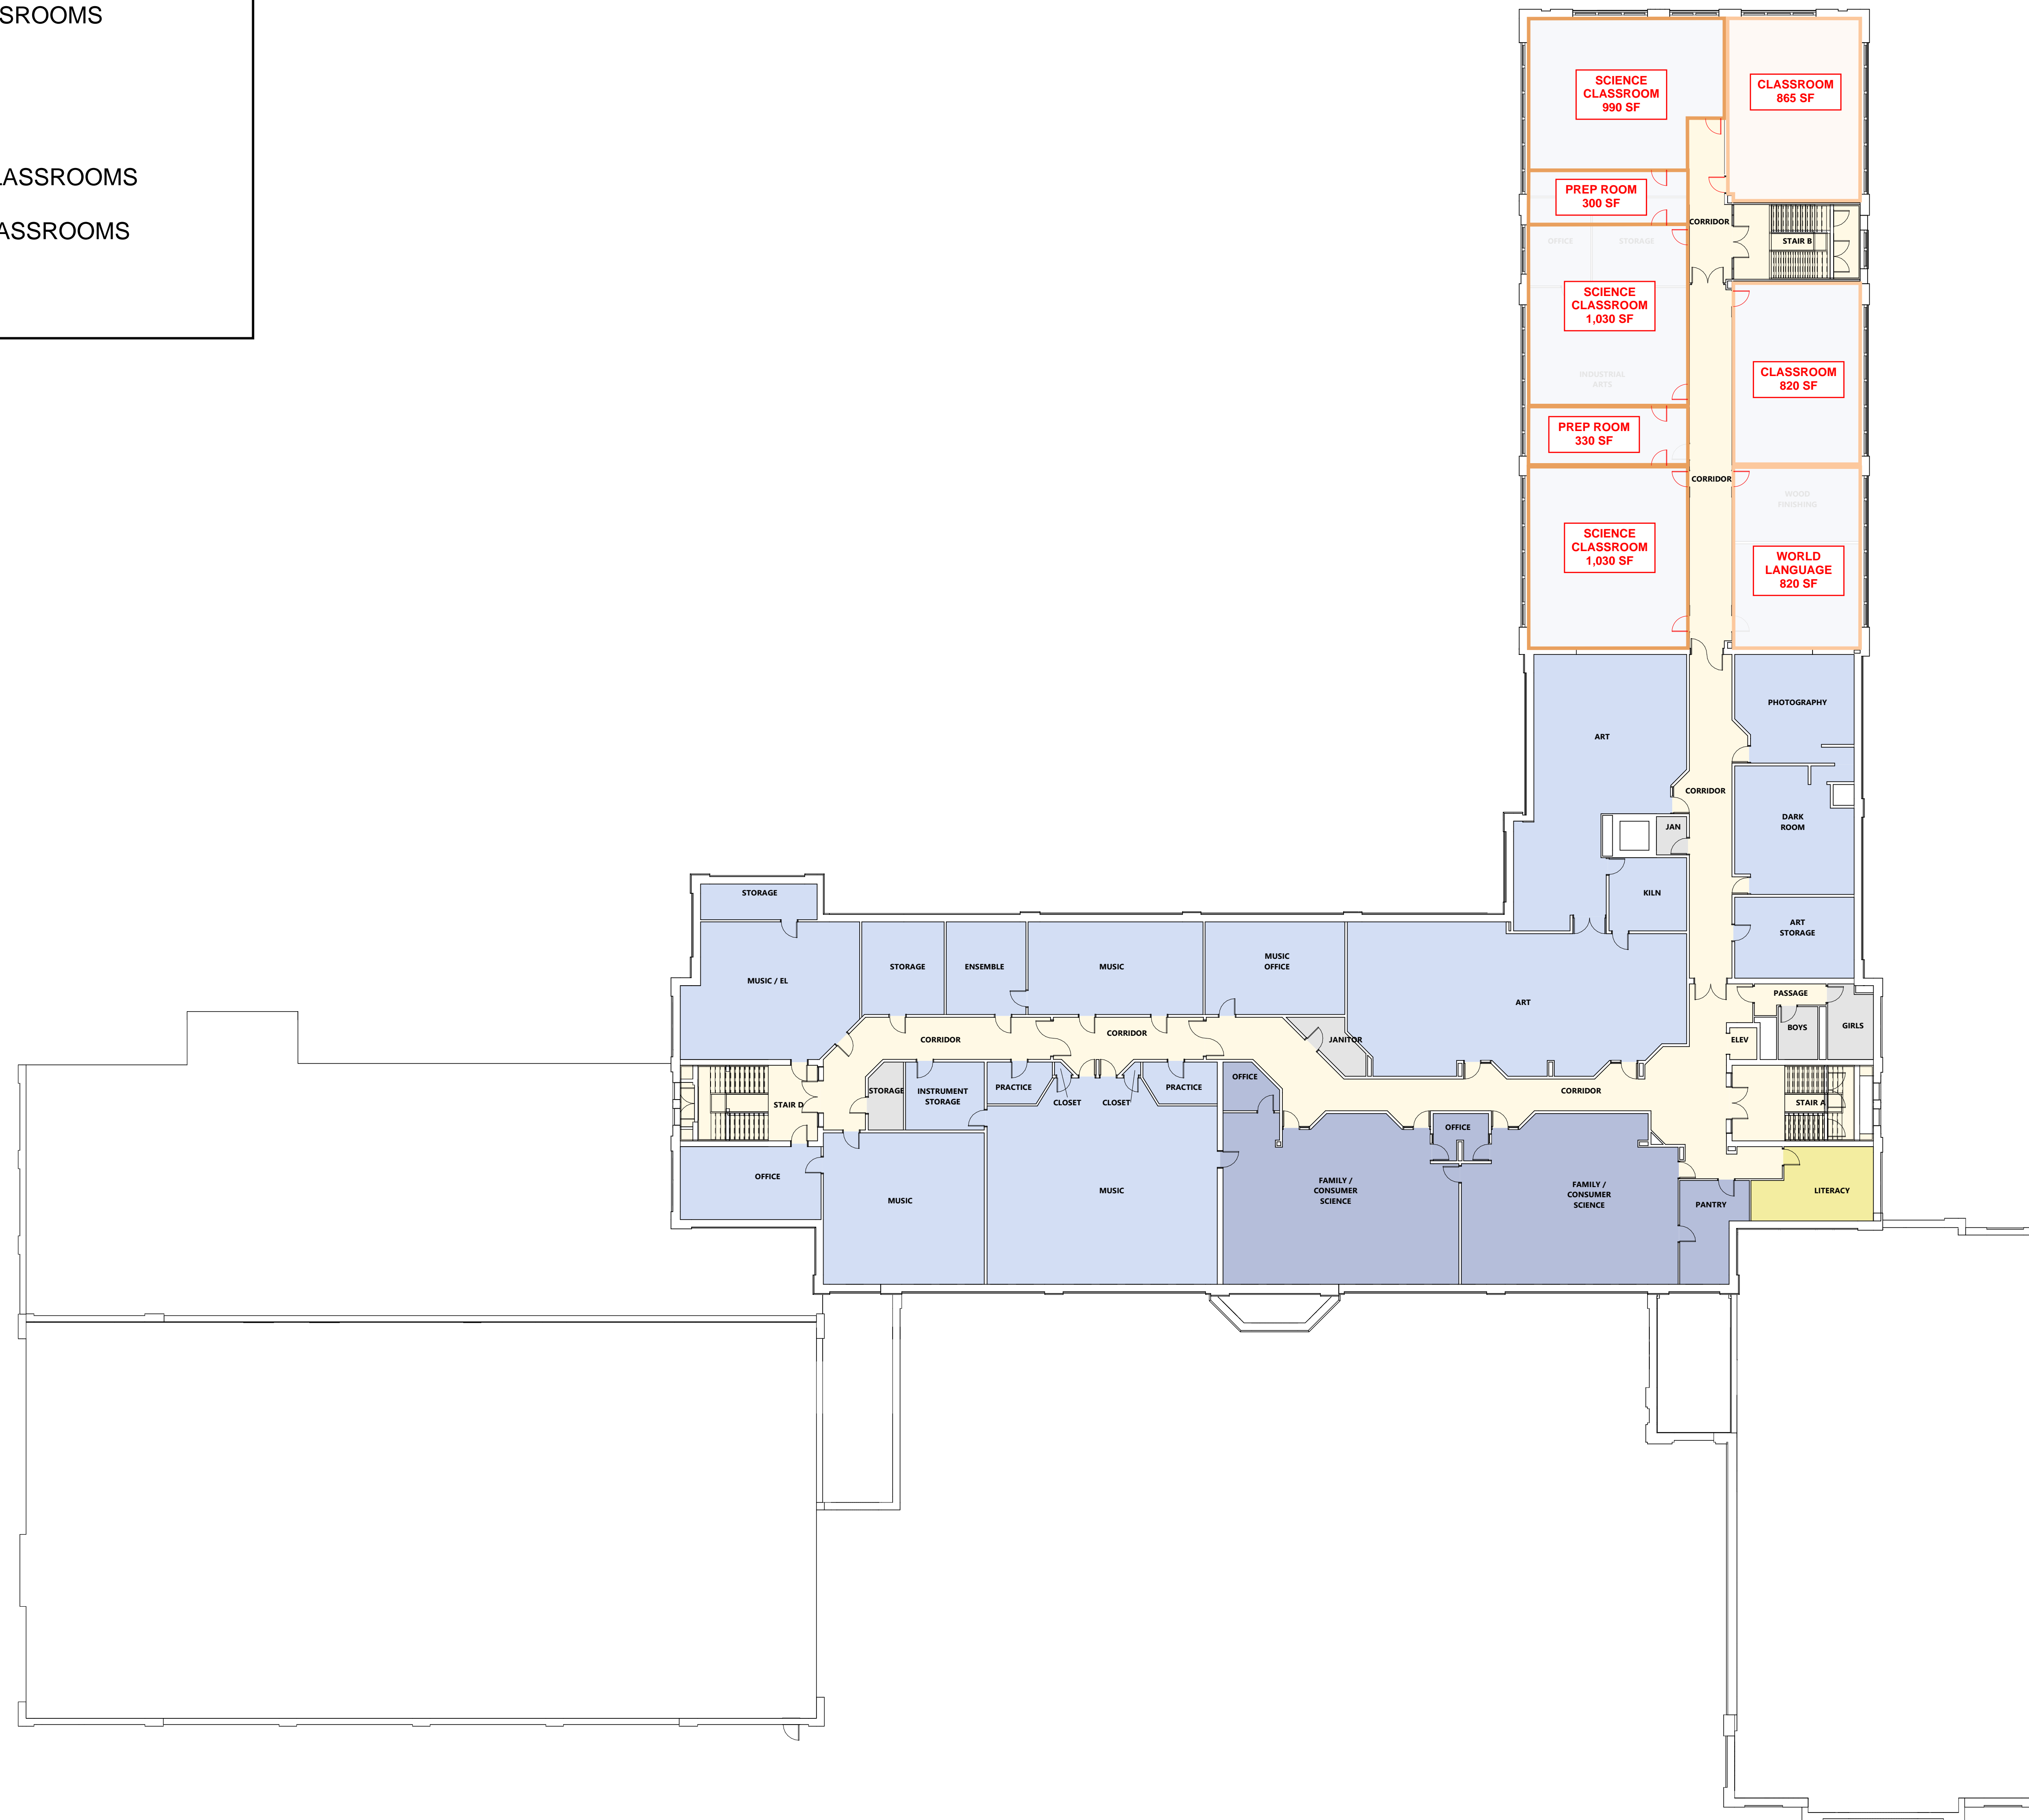 SROOMS
LASSROOMS
ASSROOMS
SCIENCE
CLASSROOM
990 SF
CLASSROOM
865 SF
PREP ROOM
300 SF
CORRIDOR
STAIR B
OFFICE
STORAGE
SCIENCE
CLASSROOM
1,030 SF
INDUSTRIAL
ARTS
CLASSROOM
820 SF
PREP ROOM
330 SF
CORRIDOR
WOOD
FINISHING
SCIENCE
CLASSROOM
1,030 SF
WORLD
LANGUAGE
820 SF
PHOTOGRAPHY
ART
CORRIDOR
DARK
ROOM
JAN
KILN
ART
STORAGE
STORAGE
MUSIC / EL
STORAGE
ENSEMBLE
MUSIC
MUSIC
OFFICE
ART
PASSAGE
BOYS
GIRLS
ELEV
CORRIDOR
CORRIDOR
JANITOR
OFFICE
CORRIDOR
STORAGE
INSTRUMENT
STORAGE
PRACTICE
CLOSET
CLOSET
PRACTICE
STAIR D
STAIR A
OFFICE
OFFICE
MUSIC
MUSIC
FAMILY /
CONSUMER
SCIENCE
FAMILY /
CONSUMER
SCIENCE
PANTRY
LITERACY